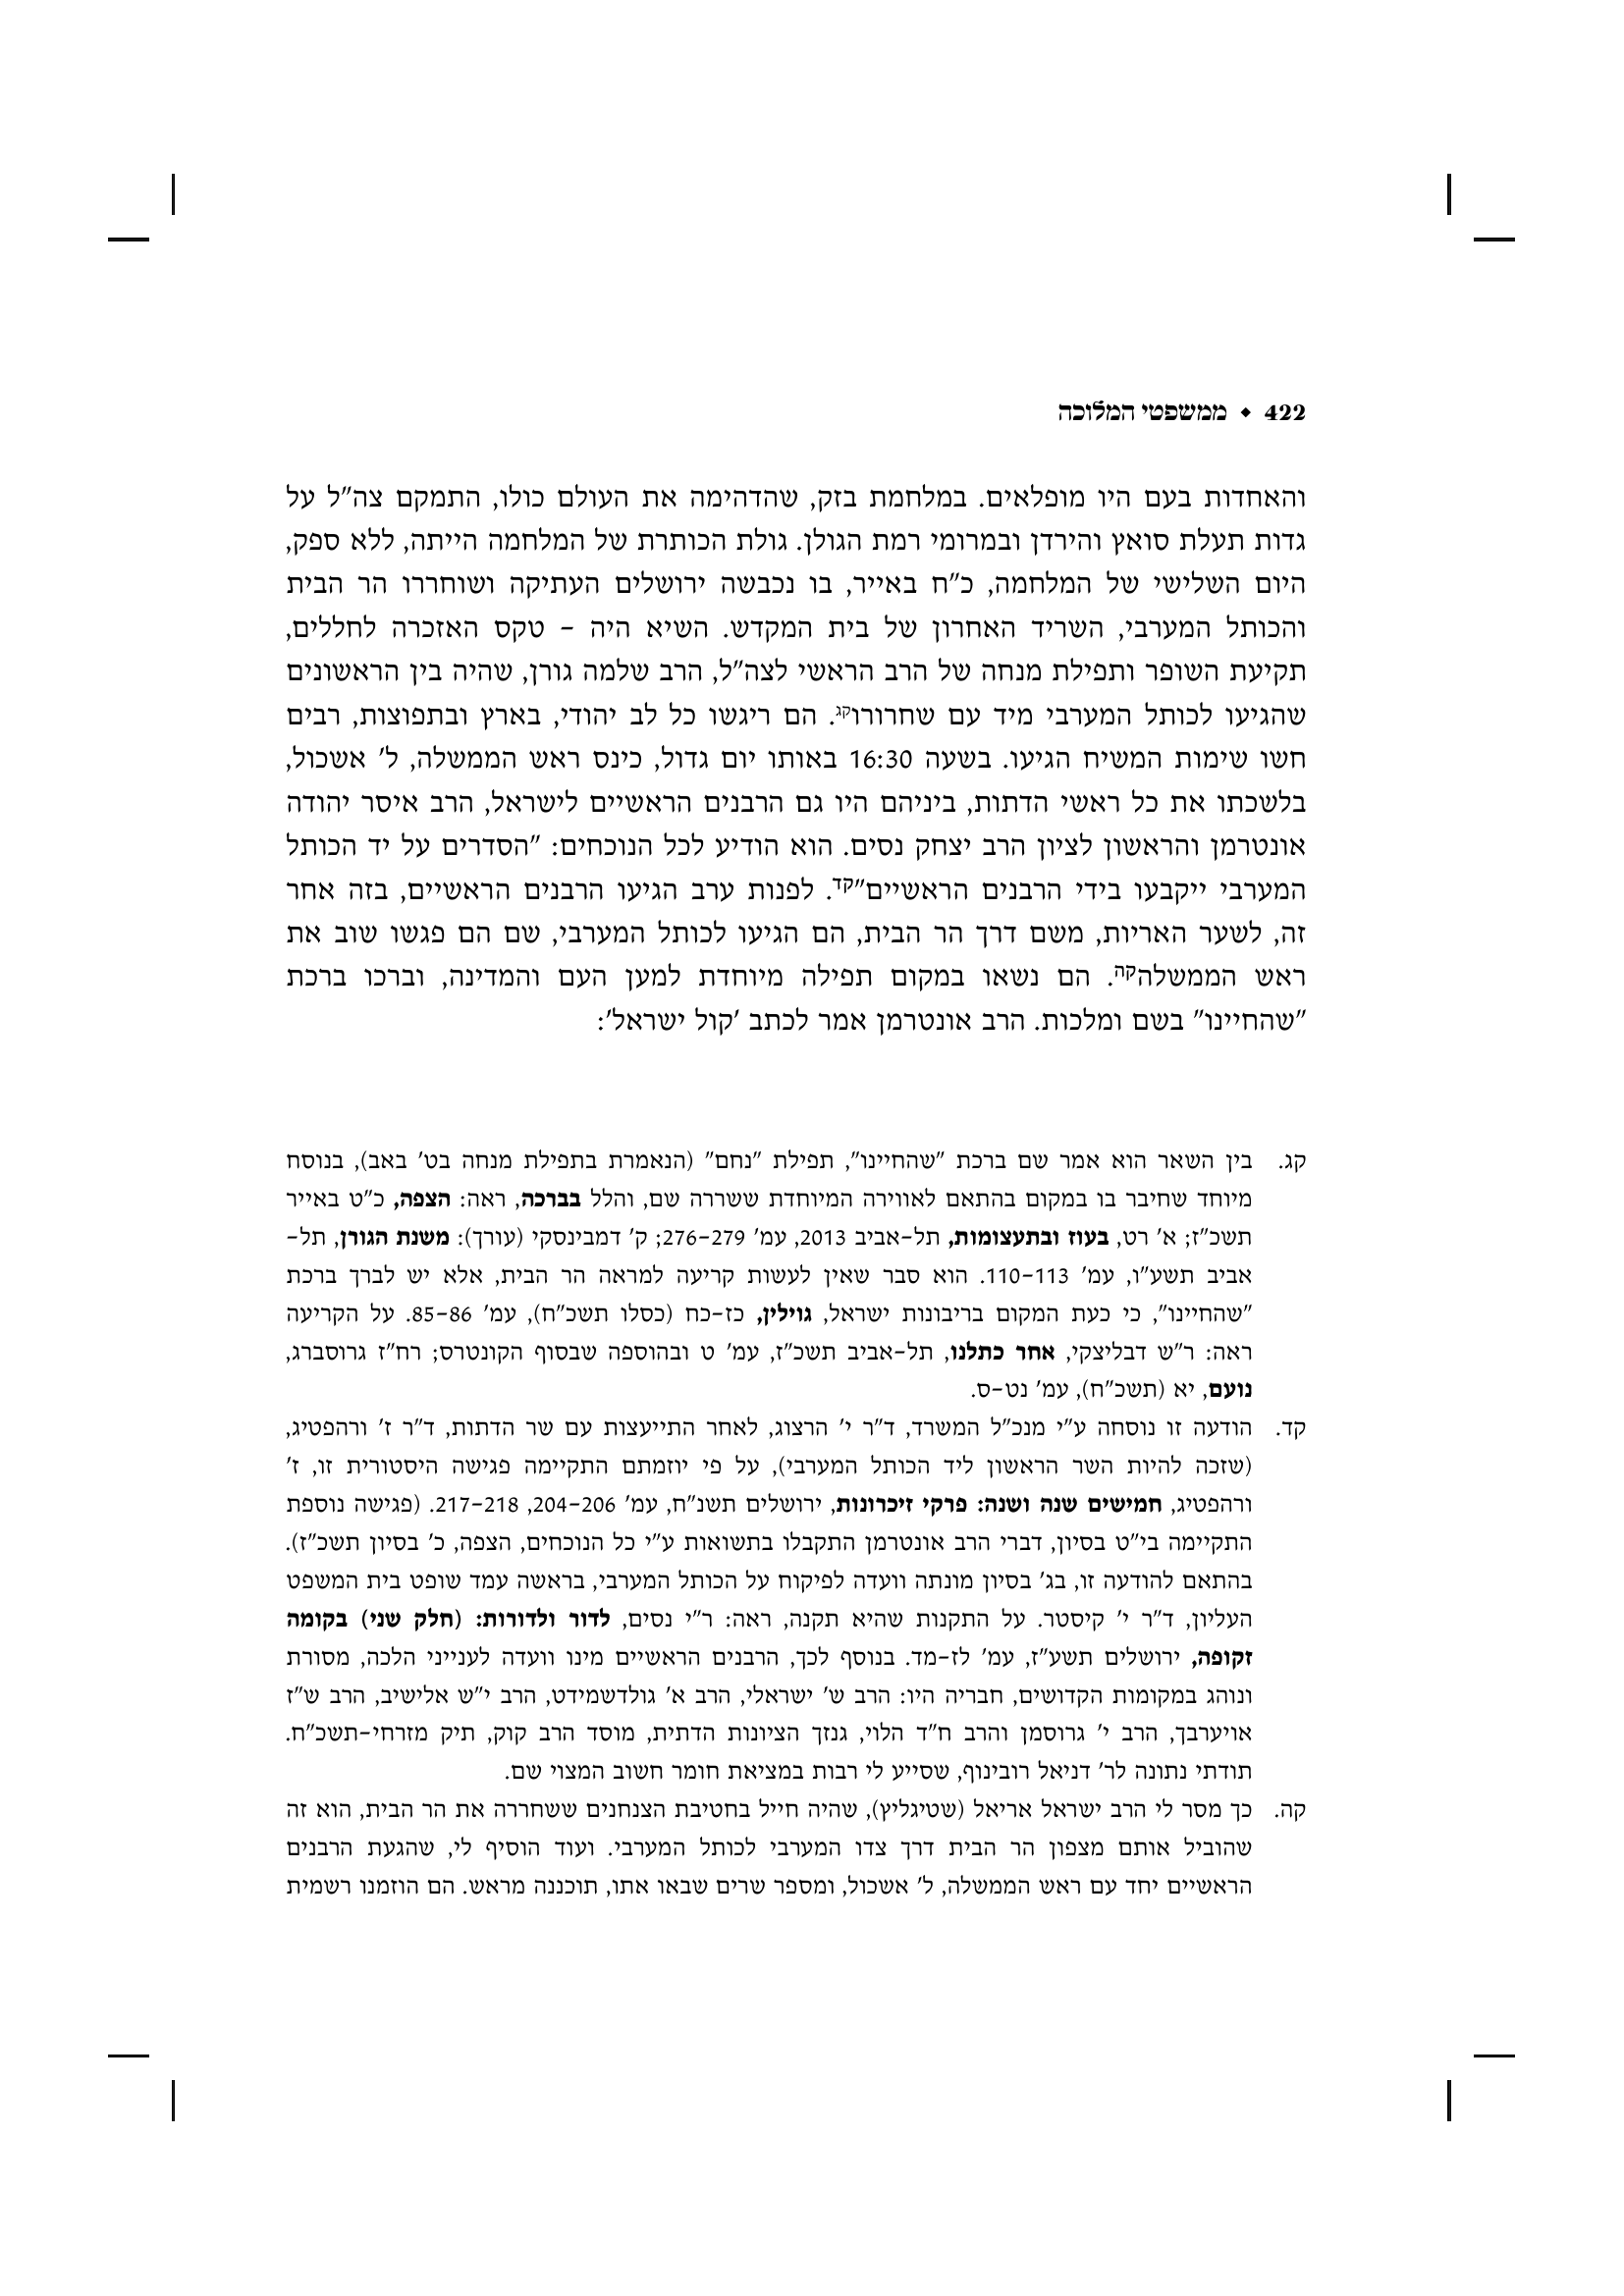 422 ◆ ממשפטי המלוכה
והאחדות בעם היו מופלאים. במלחמת בזק, שהדהימה את העולם כולו, התמקם צה"ל על
גדות תעלת סואץ והירדן ובמרומי רמת הגולן. גולת הכותרת של המלחמה הייתה, ללא ספק,
היום השלישי של המלחמה, כ"ח באייר, בו נכבשה ירושלים העתיקה ושוחררו הר הבית
והכותל המערבי, השריד האחרון של בית המקדש. השיא היה – טקס האזכרה לחללים,
תקיעת השופר ותפילת מנחה של הרב הראשי לצה"ל, הרב שלמה גורן, שהיה בין הראשונים
שהגיעו לכותל המערבי מיד עם שחרורוקג. הם ריגשו כל לב יהודי, בארץ ובתפוצות, רבים
חשו שימות המשיח הגיעו. בשעה 16:30 באותו יום גדול, כינס ראש הממשלה, ל' אשכול,
בלשכתו את כל ראשי הדתות, ביניהם היו גם הרבנים הראשיים לישראל, הרב איסר יהודה
אונטרמן והראשון לציון הרב יצחק נסים. הוא הודיע לכל הנוכחים: "הסדרים על יד הכותל
המערבי ייקבעו בידי הרבנים הראשיים"קד. לפנות ערב הגיעו הרבנים הראשיים, בזה אחר
זה, לשער האריות, משם דרך הר הבית, הם הגיעו לכותל המערבי, שם הם פגשו שוב את
ראש הממשלהקה. הם נשאו במקום תפילה מיוחדת למען העם והמדינה, וברכו ברכת
"שהחיינו" בשם ומלכות. הרב אונטרמן אמר לכתב 'קול ישראל':
קג. בין השאר הוא אמר שם ברכת "שהחיינו", תפילת "נחם" (הנאמרת בתפילת מנחה בט' באב), בנוסח
מיוחד שחיבר בו במקום בהתאם לאווירה המיוחדת ששררה שם, והלל בברכה, ראה: הצפה, כ"ט באייר
תשכ"ז; א' רט, בעוז ובתעצומות, תל-אביב 2013, עמ' 276-279; ק' דמבינסקי (עורך): משנת הגורן, תל-
אביב תשע"ו, עמ' 110-113. הוא סבר שאין לעשות קריעה למראה הר הבית, אלא יש לברך ברכת
"שהחיינו", כי כעת המקום בריבונות ישראל, גוילין, כז-כח (כסלו תשכ"ח), עמ' 85-86. על הקריעה
ראה: ר"ש דבליצקי, אחר כתלנו, תל-אביב תשכ"ז, עמ' ט ובהוספה שבסוף הקונטרס; רח"ז גרוסברג,
נועם, יא (תשכ"ח), עמ' נט-ס.
קד. הודעה זו נוסחה ע"י מנכ"ל המשרד, ד"ר י' הרצוג, לאחר התייעצות עם שר הדתות, ד"ר ז' ורהפטיג,
(שזכה להיות השר הראשון ליד הכותל המערבי), על פי יוזמתם התקיימה פגישה היסטורית זו, ז'
ורהפטיג, חמישים שנה ושנה: פרקי זיכרונות, ירושלים תשנ"ח, עמ' 204-206, 217-218. (פגישה נוספת
התקיימה בי"ט בסיון, דברי הרב אונטרמן התקבלו בתשואות ע"י כל הנוכחים, הצפה, כ' בסיון תשכ"ז).
בהתאם להודעה זו, בג' בסיון מונתה וועדה לפיקוח על הכותל המערבי, בראשה עמד שופט בית המשפט
העליון, ד"ר י' קיסטר. על התקנות שהיא תקנה, ראה: ר"י נסים, לדור ולדורות: (חלק שני) בקומה
זקופה, ירושלים תשע"ז, עמ' לז-מד. בנוסף לכך, הרבנים הראשיים מינו וועדה לענייני הלכה, מסורת
ונוהג במקומות הקדושים, חבריה היו: הרב ש' ישראלי, הרב א' גולדשמידט, הרב י"ש אלישיב, הרב ש"ז
אויערבך, הרב י' גרוסמן והרב ח"ד הלוי, גנזך הציונות הדתית, מוסד הרב קוק, תיק מזרחי-תשכ"ח.
תודתי נתונה לר' דניאל רובינוף, שסייע לי רבות במציאת חומר חשוב המצוי שם.
קה. כך מסר לי הרב ישראל אריאל (שטיגליץ), שהיה חייל בחטיבת הצנחנים ששחררה את הר הבית, הוא זה
שהוביל אותם מצפון הר הבית דרך צדו המערבי לכותל המערבי. ועוד הוסיף לי, שהגעת הרבנים
הראשיים יחד עם ראש הממשלה, ל' אשכול, ומספר שרים שבאו אתו, תוכננה מראש. הם הוזמנו רשמית